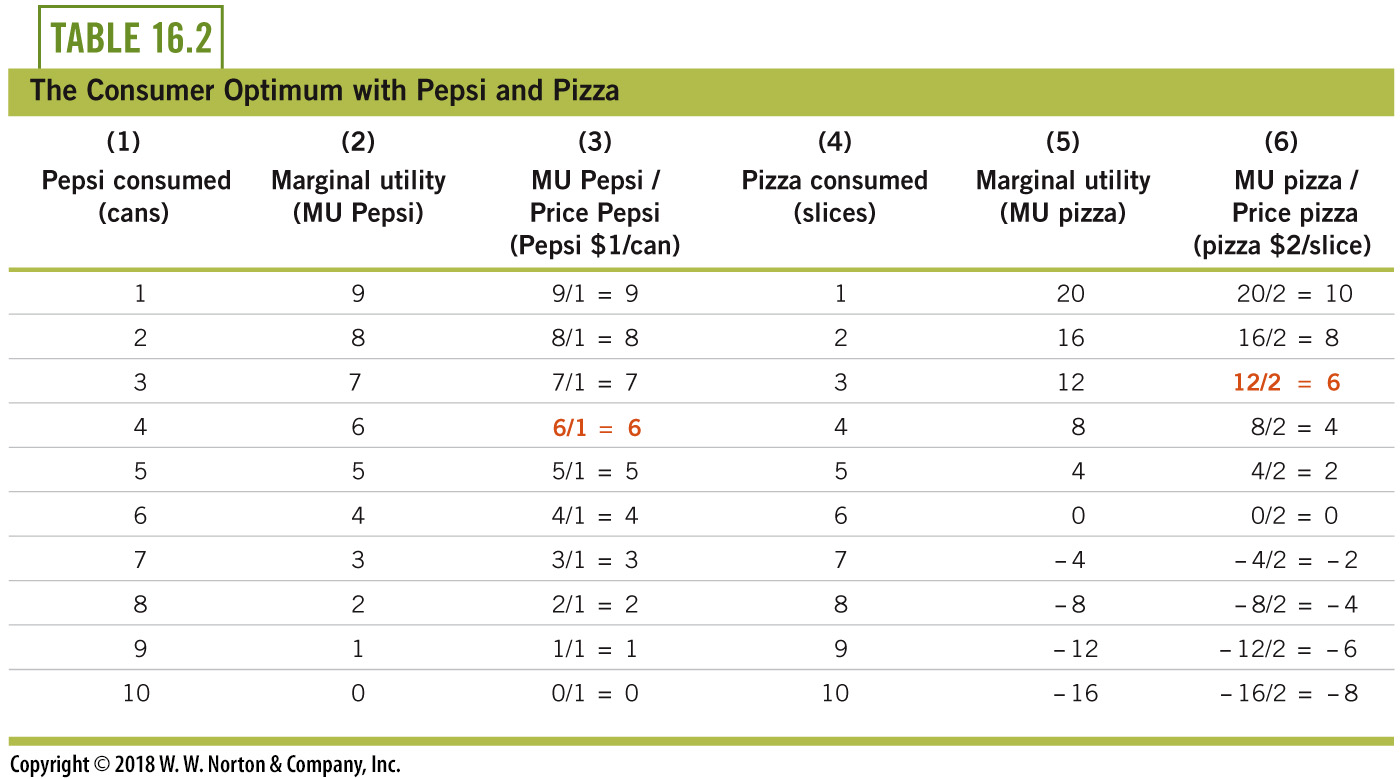 TABLE 16.2
The Consumer Optimum with Pepsi and Pizza
(1) (2) (3) (4) (5) (6)
Pepsi consumed Marginal utility MU Pepsi / Pizza consumed Marginal utility MU pizza /
(cans) (MU Pepsi) Price Pepsi (slices) (MU pizza) Price pizza
(Pepsi $1/can) (pizza $2/slice)
1 9 9/1 = 9 1 20 20/2 = 10
2 8 8/1 = 8 2 16 16/2 = 8
3 7 7/1 = 7 3 12 12/2 = 6
4 6 6/1 = 6 4 8 8/2 = 4
5 5 5/1 = 5 5 4 4/2 = 2
6 4 4/1 = 4 6 0 0/2 = 0
7 3 3/1 = 3 7 –4 –4/2 = –2
8 2 2/1 = 2 8 –8 –8/2 = –4
9 1 1/1 = 1 9 –12 –12/2 = –6
10 0 0/1 = 0 10 –16 –16/2 = –8
Copyright © 2018 W. W. Norton & Company, Inc.